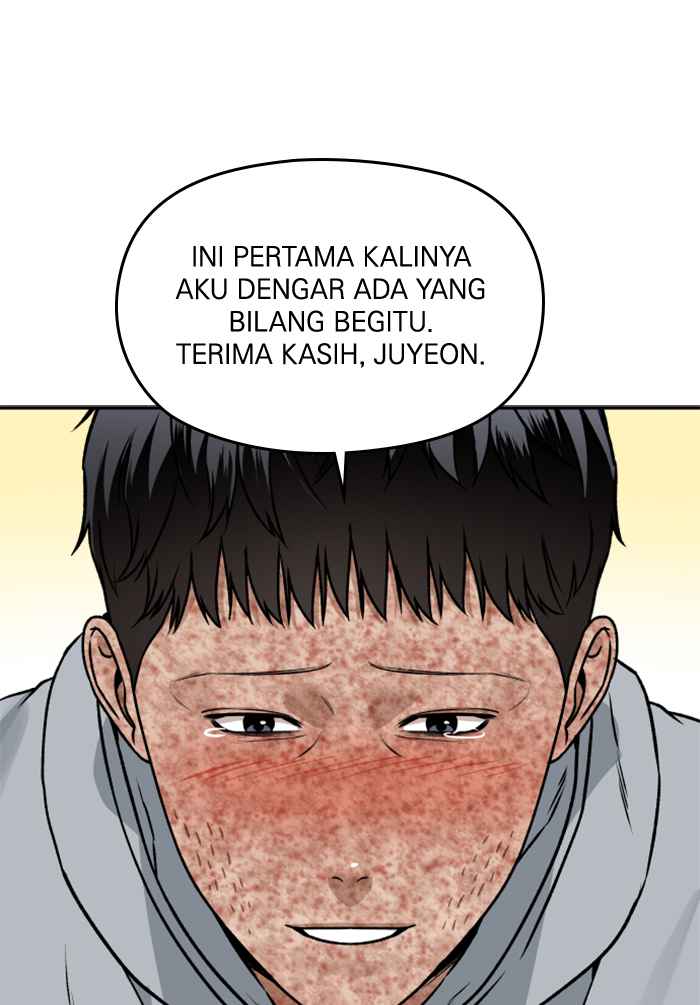 INI PERTAMA KALINYA
AKU DENGAR ADA YANG
BILANG BEGITU.
TERIMA KASIH, JUYEON.